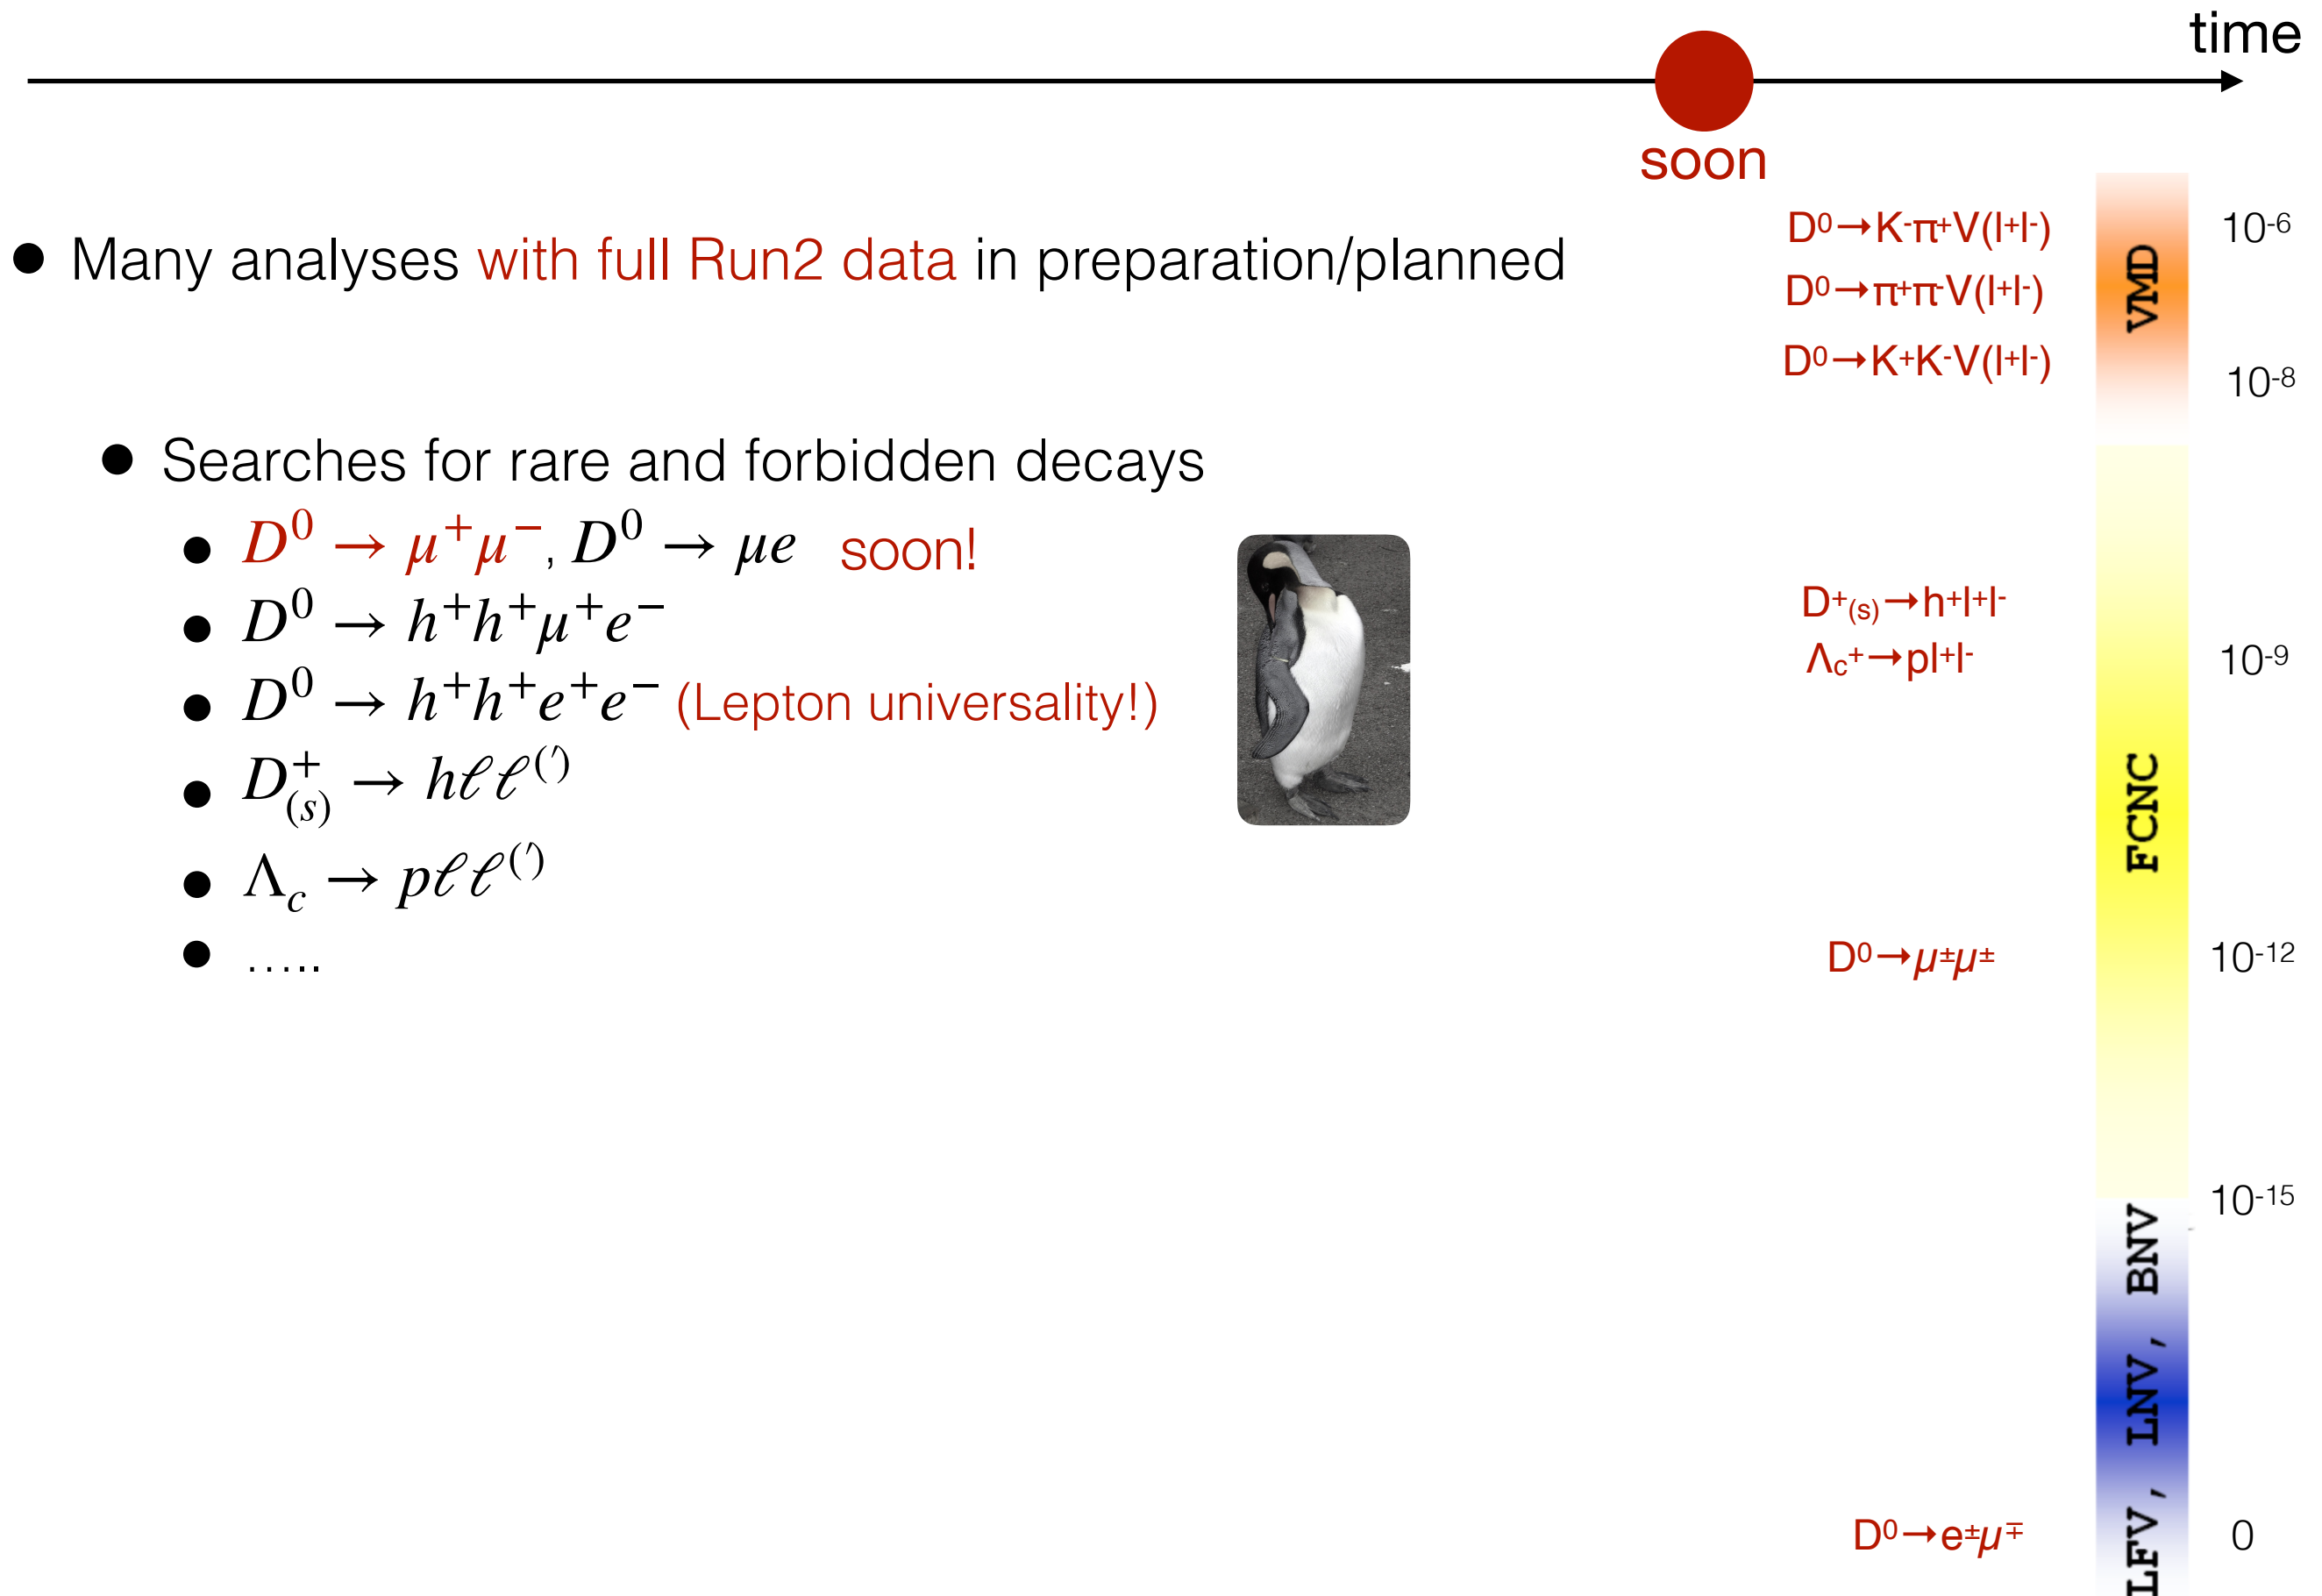 time
soon
● Many analyses with full Run2 data in preparation/planned
● Searches for rare and forbidden decays
● D⁰ → μ⁺μ⁻, D⁰ → μe soon!
● D⁰ → h⁺h⁺μ⁺e⁻
● D⁰ → h⁺h⁺e⁺e⁻ (Lepton universality!)
● D⁺₍ₛ₎ → hℓℓ⁽′⁾
● Λ_c → pℓℓ⁽′⁾
● …..
D⁰→K⁻π⁺V(l⁺l⁻)
D⁰→π⁺π⁻V(l⁺l⁻)
D⁰→K⁺K⁻V(l⁺l⁻)
D⁺₍ₛ₎→h⁺l⁺l⁻
Λ_c⁺→pl⁺l⁻
D⁰→μ^±μ^±
D⁰→e^±μ^∓
VMD
FCNC
LFV, LNV, BNV
10⁻⁶
10⁻⁸
10⁻⁹
10⁻¹²
10⁻¹⁵
0